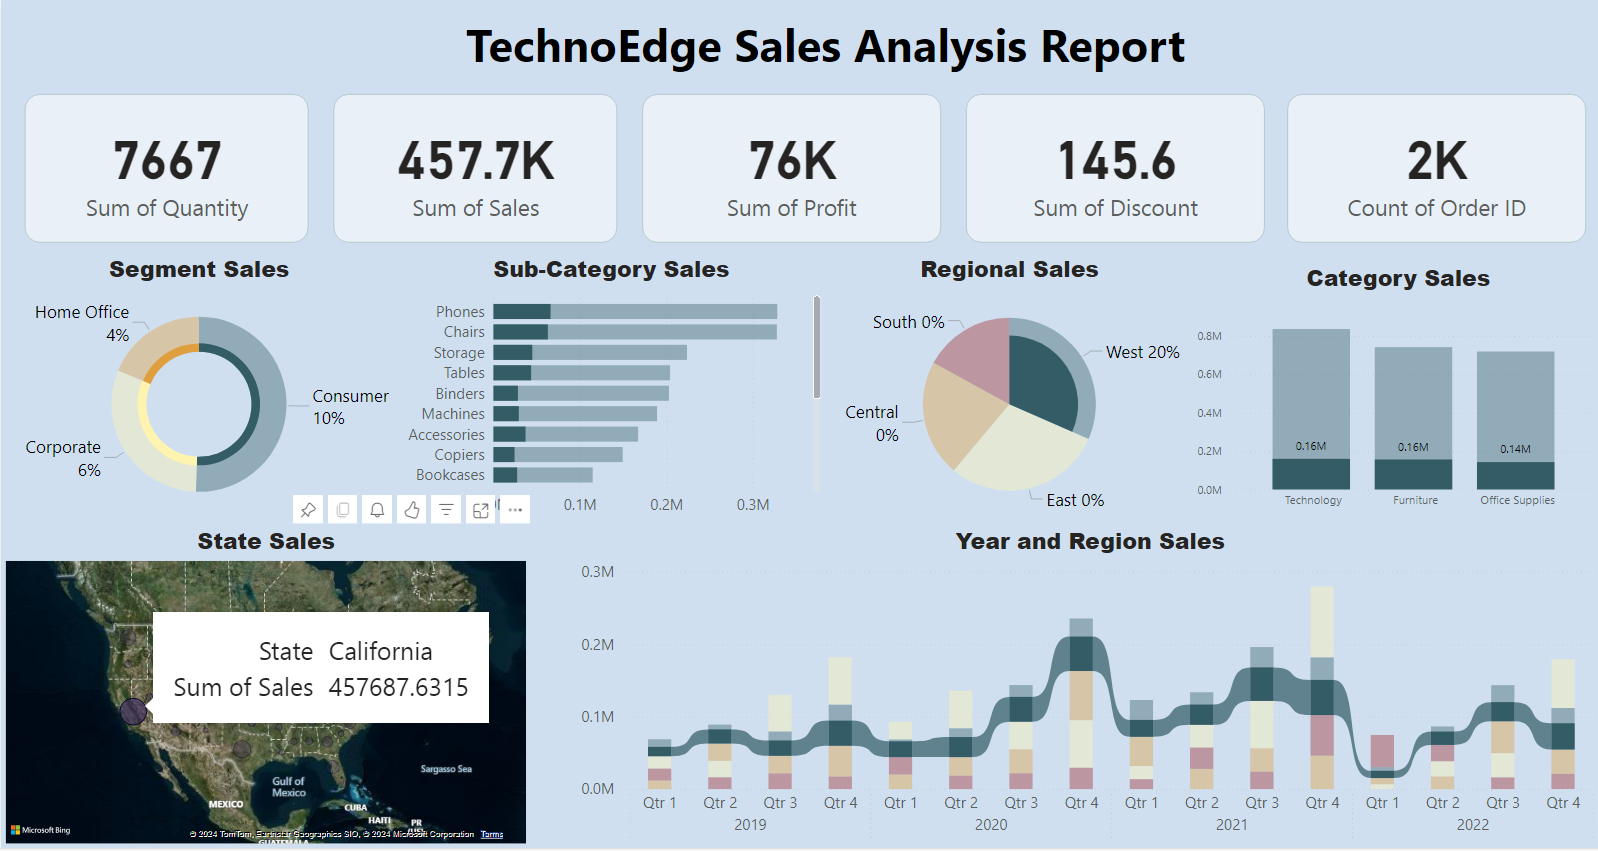 TechnoEdge Sales Analysis Report
7667
Sum of Quantity
457.7K
Sum of Sales
76K
Sum of Profit
145.6
Sum of Discount
2K
Count of Order ID
Segment Sales
Home Office
4%
Consumer
10%
Corporate
6%
Sub-Category Sales
Phones
Chairs
Storage
Tables
Binders
Machines
Accessories
Copiers
Bookcases
0.1M 0.2M 0.3M
Regional Sales
South 0%
West 20%
Central
0%
East 0%
Category Sales
0.8M
0.6M
0.4M
0.2M
0.0M
0.16M 0.16M 0.14M
Technology Furniture Office Supplies
State Sales
State California
Sum of Sales 457687.6315
Sargasso Sea
Gulf of
Mexico
MEXICO
CUBA
HAITI
PR
(US)
GUATEMALA
Microsoft Bing
© 2024 TomTom, Earthstar Geographics SIO, © 2024 Microsoft Corporation Terms
Year and Region Sales
0.3M
0.2M
0.1M
0.0M
Qtr 1 Qtr 2 Qtr 3 Qtr 4 Qtr 1 Qtr 2 Qtr 3 Qtr 4 Qtr 1 Qtr 2 Qtr 3 Qtr 4 Qtr 1 Qtr 2 Qtr 3 Qtr 4
2019 2020 2021 2022